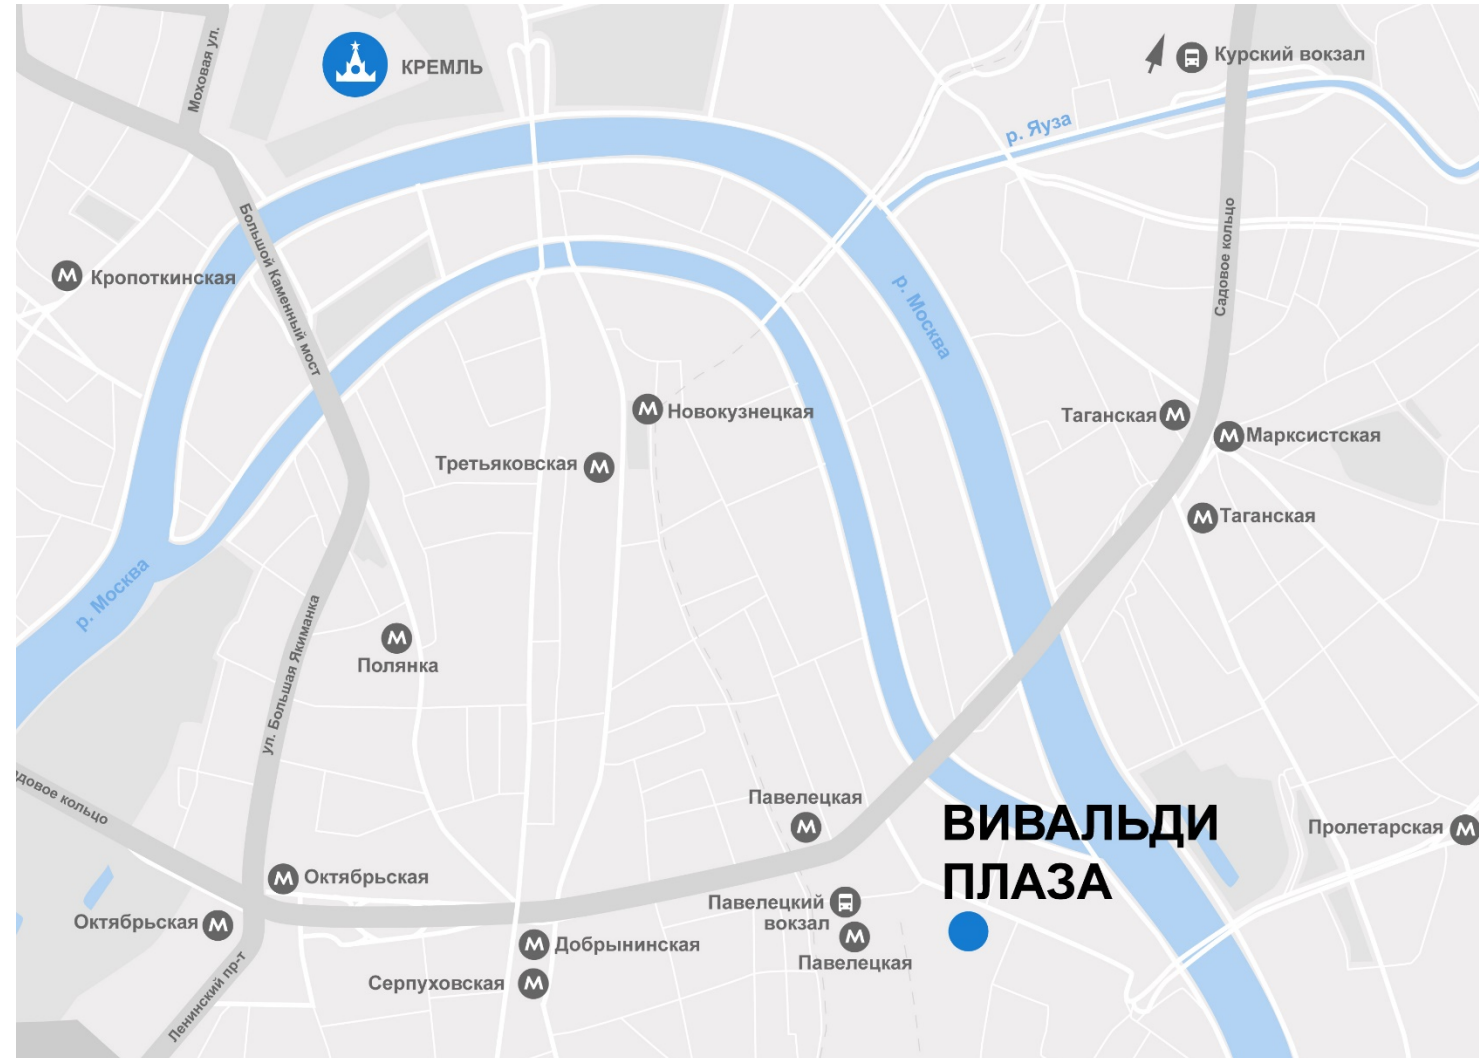 Моховая ул.
КРЕМЛЬ
Курский вокзал
р. Яуза
Большой Каменный мост
Кропоткинская
р. Москва
Садовое кольцо
М Новокузнецкая
Таганская М
М Марксистская
Третьяковская М
М Таганская
р. Москва
ул. Большая Якиманка
М
Полянка
довое кольцо
Павелецкая
М
ВИВАЛЬДИ
ПЛАЗА
Пролетарская М
М Октябрьская
Октябрьская М
Павелецкий
вокзал
М
Павелецкая
М Добрынинская
Серпуховская М
Ленинский пр-т